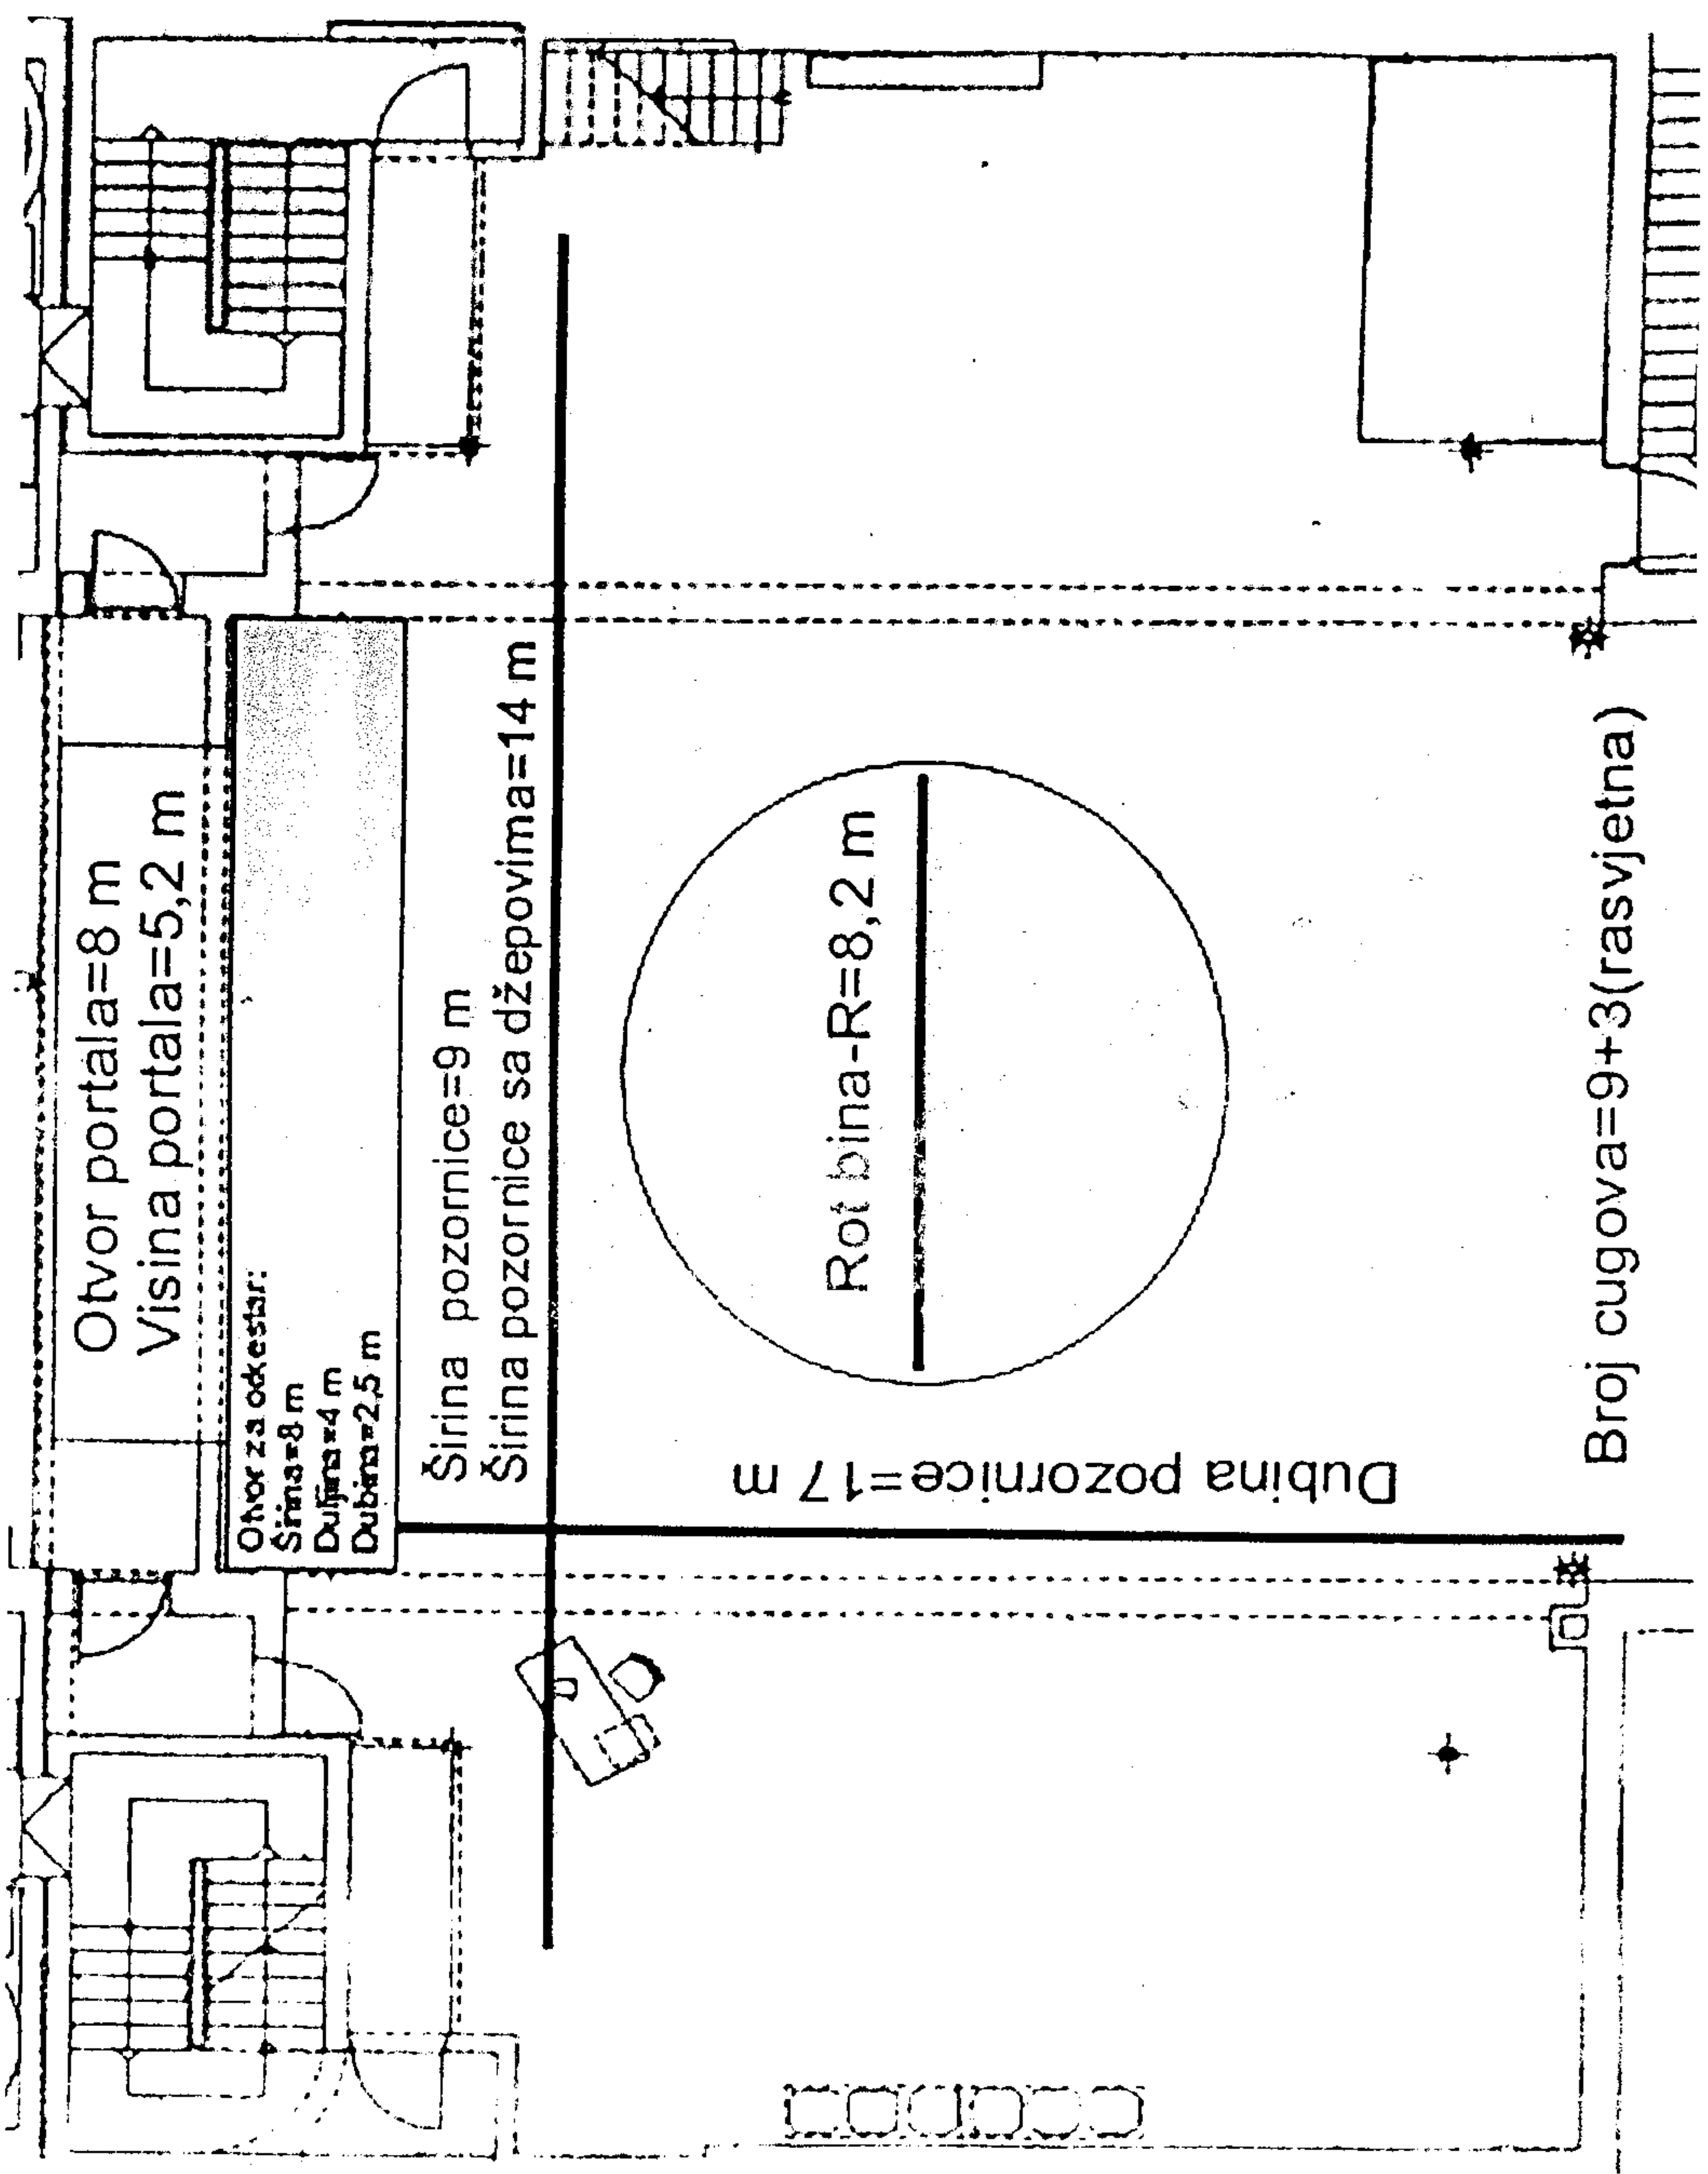 Otvor portala=8 m
Visina portala=5,2 m
Otvor za odkestar:
Širina=8 m
Duljina=4 m
Dubina=2,5 m
Širina pozornice=9 m
Širina pozornice sa džepovima=14 m
Rot bina-R=8,2 m
Dubina pozornice=17 m
Broj cugova=9+3(rasvjetna)